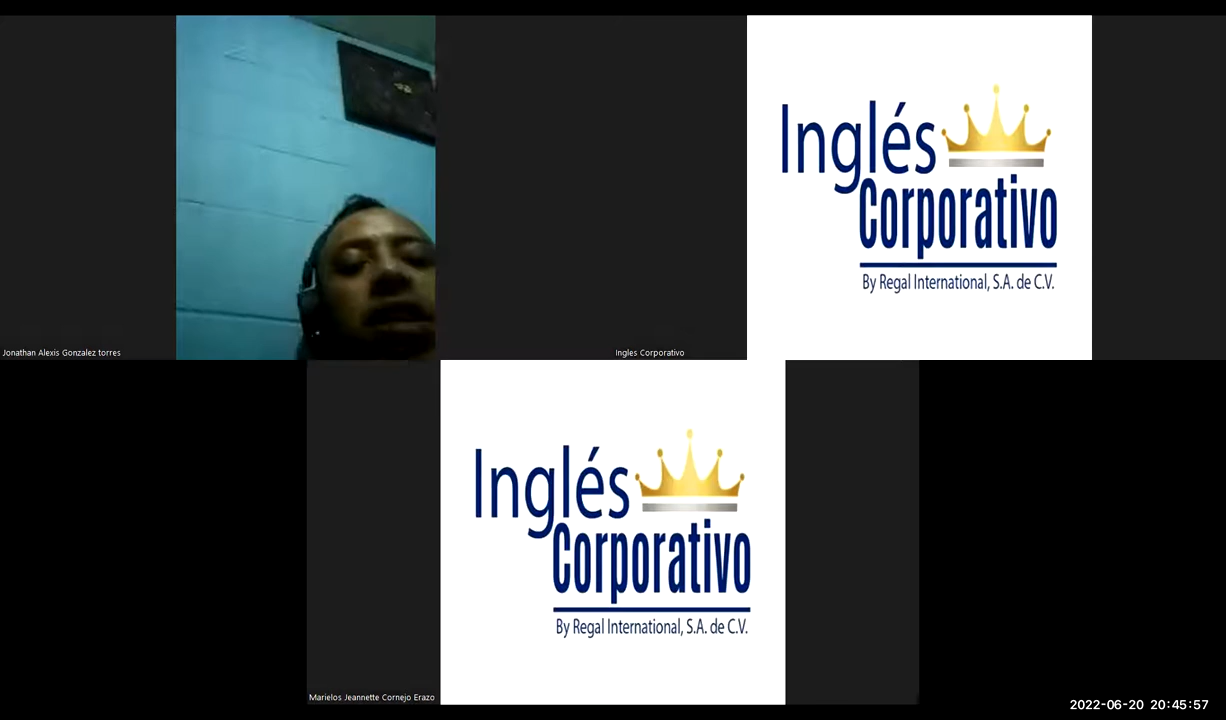 Inglés
Corporativo
By Regal International, S.A. de C.V.
Jonathan Alexis Gonzalez torres
Ingles Corporativo
Inglés
Corporativo
By Regal International, S.A. de C.V.
Marielos Jeannette Cornejo Erazo
2022-06-20 20:45:57